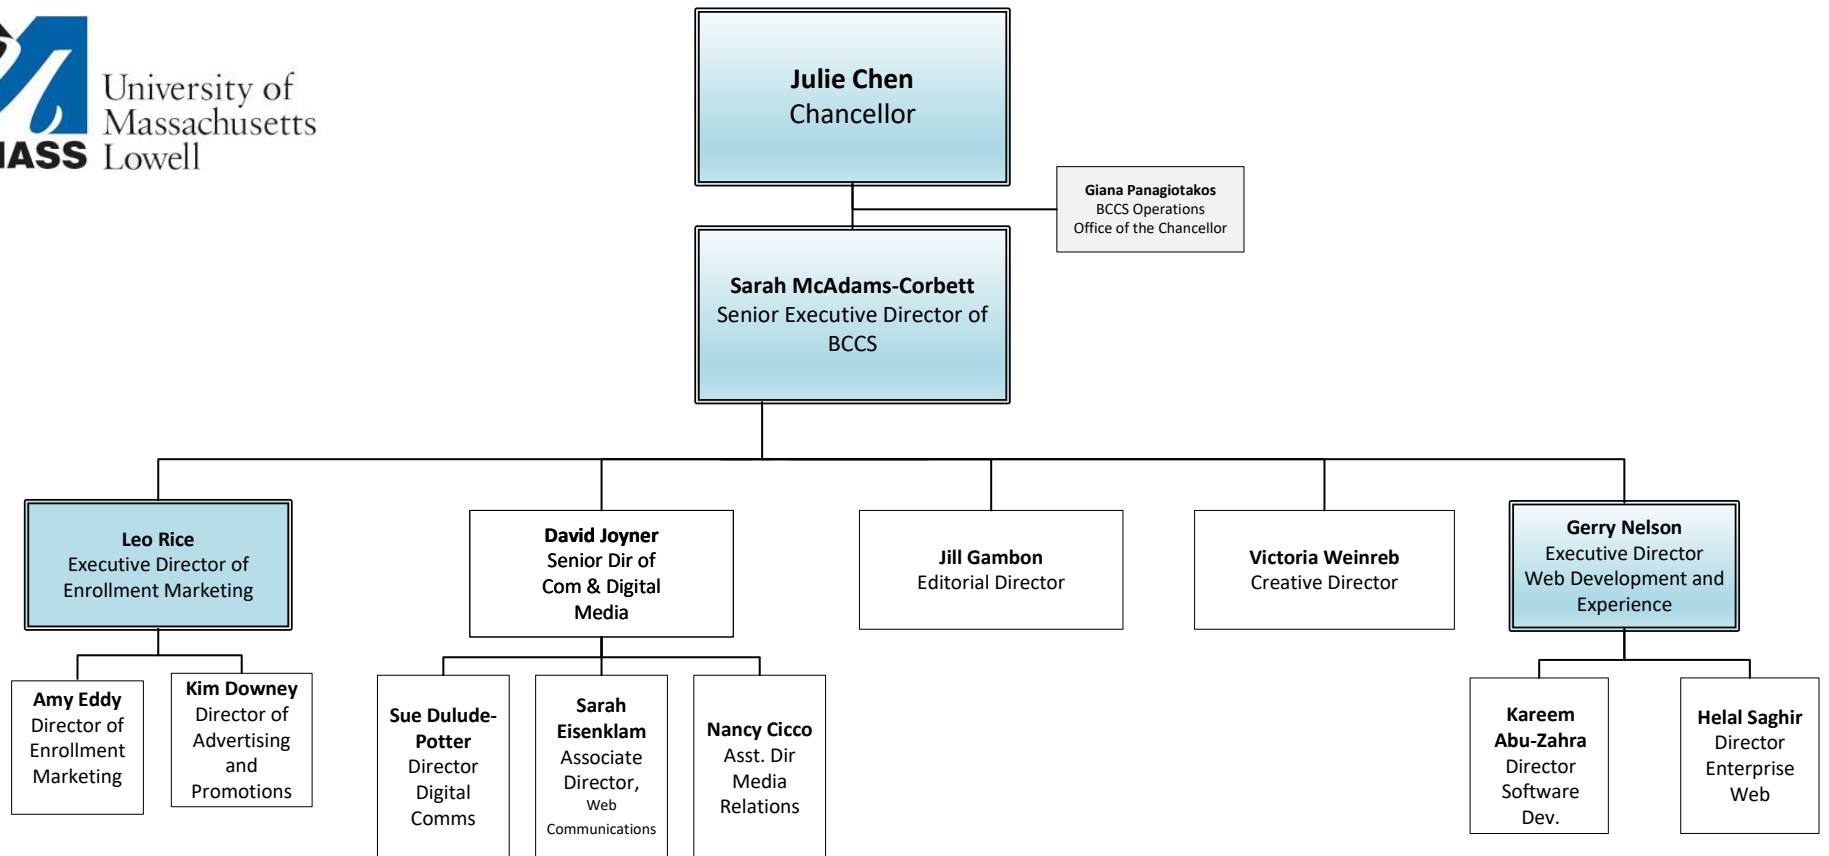 University of
Massachusetts
MASS Lowell
Julie Chen
Chancellor
Giana Panagiotakos
BCCS Operations
Office of the Chancellor
Sarah McAdams-Corbett
Senior Executive Director of
BCCS
Leo Rice
Executive Director of
Enrollment Marketing
David Joyner
Senior Dir of
Com & Digital
Media
Jill Gambon
Editorial Director
Victoria Weinreb
Creative Director
Gerry Nelson
Executive Director
Web Development and
Experience
Amy Eddy
Director of
Enrollment
Marketing
Kim Downey
Director of
Advertising
and
Promotions
Sue Dulude-
Potter
Director
Digital
Comms
Sarah
Eisenklam
Associate
Director,
Web
Communications
Nancy Cicco
Asst. Dir
Media
Relations
Kareem
Abu-Zahra
Director
Software
Dev.
Helal Saghir
Director
Enterprise
Web